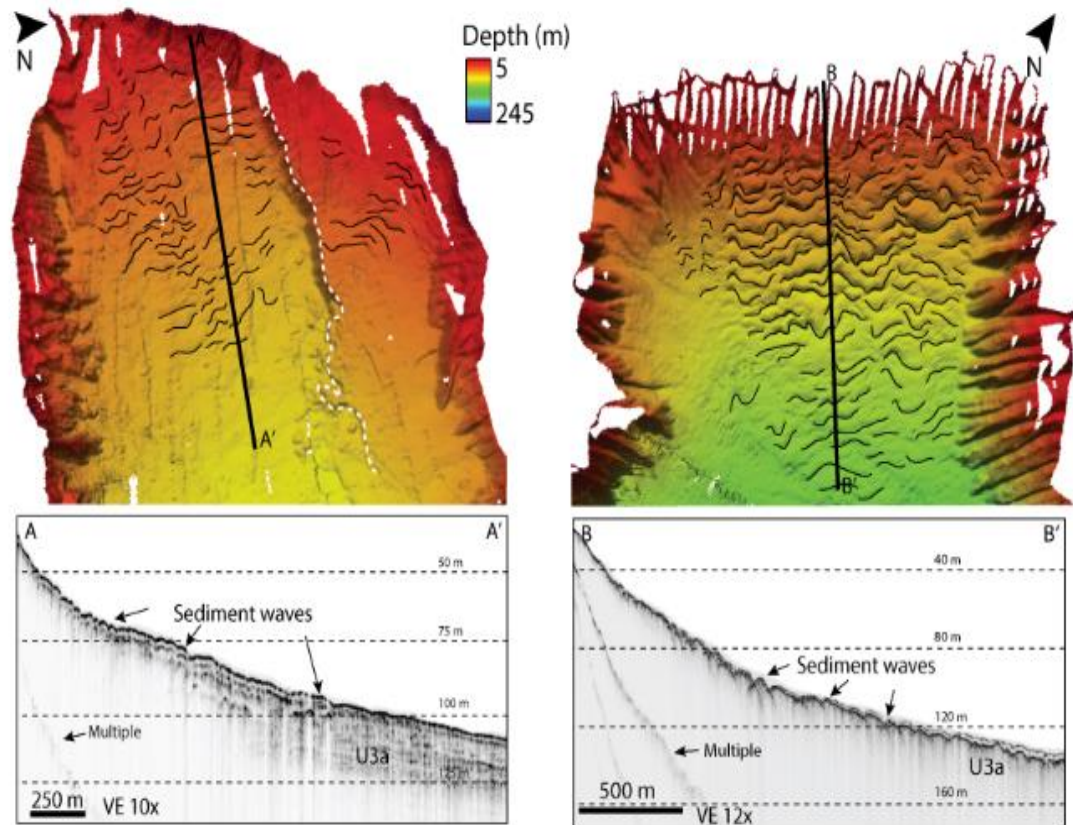 N
A
A'
Depth (m)
5
245
B
N
B'
A
A'
50 m
Sediment waves
75 m
100 m
Multiple
U3a
125 m
250 m
VE 10x
B
B'
40 m
80 m
Sediment waves
120 m
Multiple
U3a
160 m
500 m
VE 12x